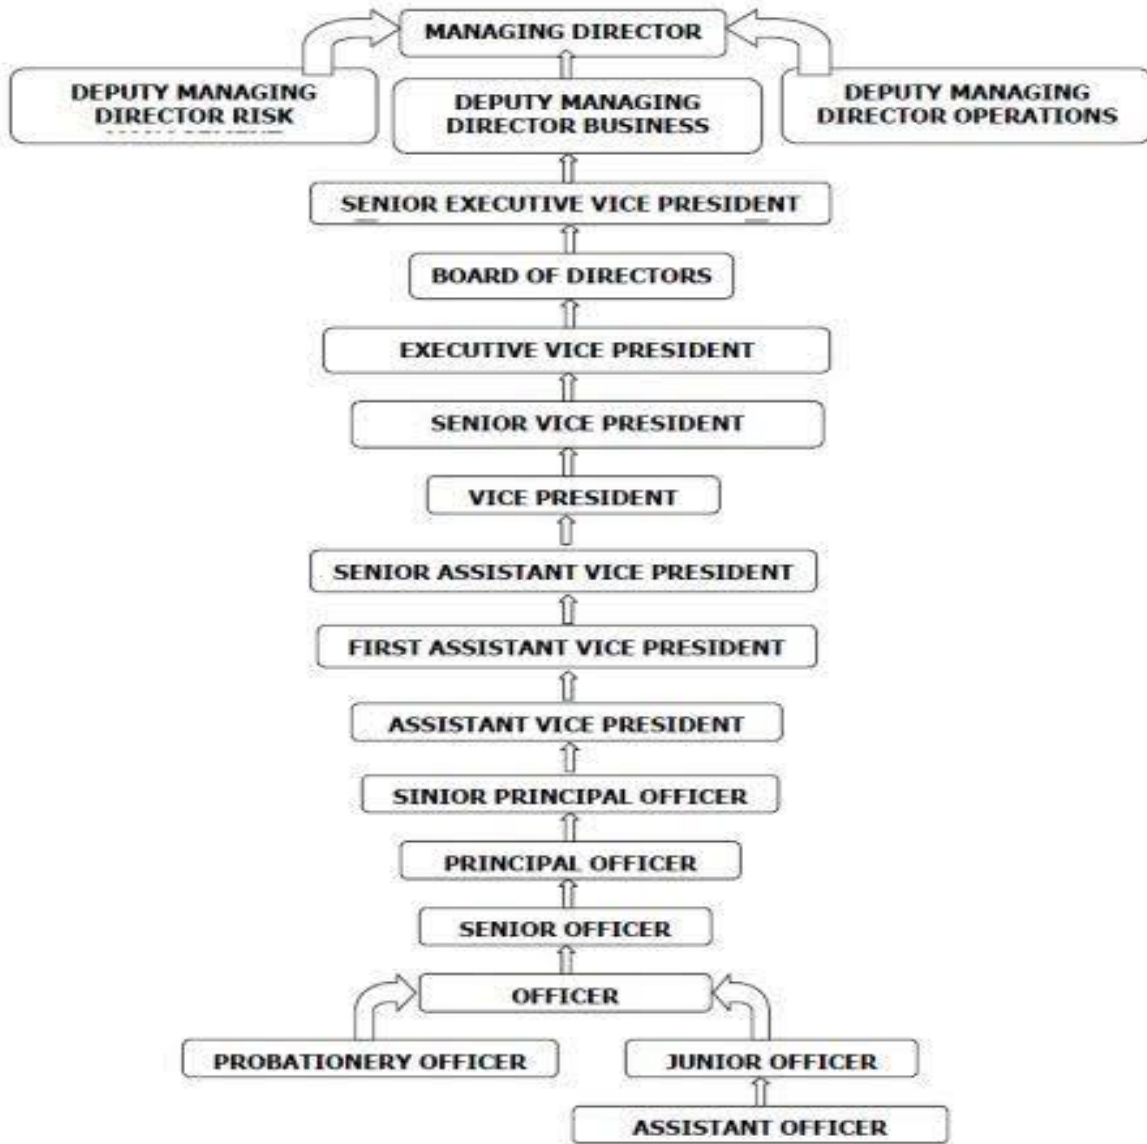 MANAGING DIRECTOR
DEPUTY MANAGING
DIRECTOR RISK
DEPUTY MANAGING
DIRECTOR BUSINESS
DEPUTY MANAGING
DIRECTOR OPERATIONS
SENIOR EXECUTIVE VICE PRESIDENT
BOARD OF DIRECTORS
EXECUTIVE VICE PRESIDENT
SENIOR VICE PRESIDENT
VICE PRESIDENT
SENIOR ASSISTANT VICE PRESIDENT
FIRST ASSISTANT VICE PRESIDENT
ASSISTANT VICE PRESIDENT
SINIOR PRINCIPAL OFFICER
PRINCIPAL OFFICER
SENIOR OFFICER
OFFICER
PROBATIONERY OFFICER
JUNIOR OFFICER
ASSISTANT OFFICER